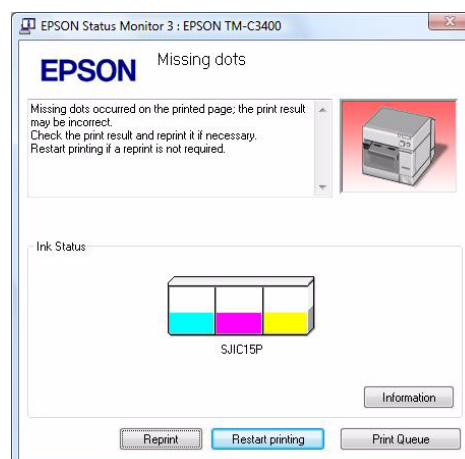 EPSON Status Monitor 3 : EPSON TM-C3400
EPSON
Missing dots
Missing dots occurred on the printed page; the print result
may be incorrect.
Check the print result and reprint it if necessary.
Restart printing if a reprint is not required.
Ink Status
SJIC15P
Information
Reprint
Restart printing
Print Queue